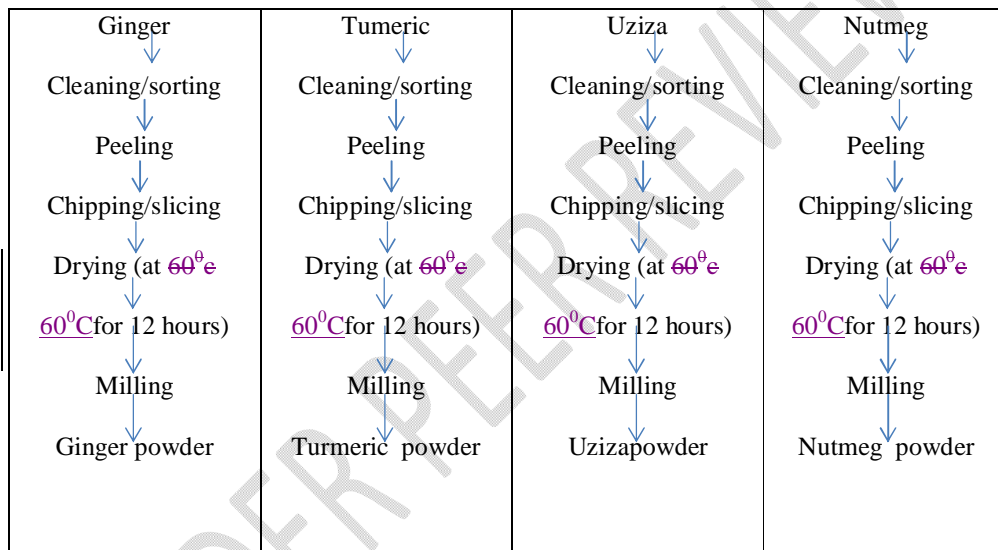 Ginger Tumeric Uziza Nutmeg
Cleaning/sorting Cleaning/sorting Cleaning/sorting Cleaning/sorting
Peeling Peeling Peeling Peeling
Chipping/slicing Chipping/slicing Chipping/slicing Chipping/slicing
Drying (at 60⁰c Drying (at 60⁰c Drying (at 60⁰c Drying (at 60⁰c
60⁰Cfor 12 hours) 60⁰Cfor 12 hours) 60⁰Cfor 12 hours) 60⁰Cfor 12 hours)
Milling Milling Milling Milling
Ginger powder Turmeric powder Uzizapowder Nutmeg powder
DER PEER REVIEW